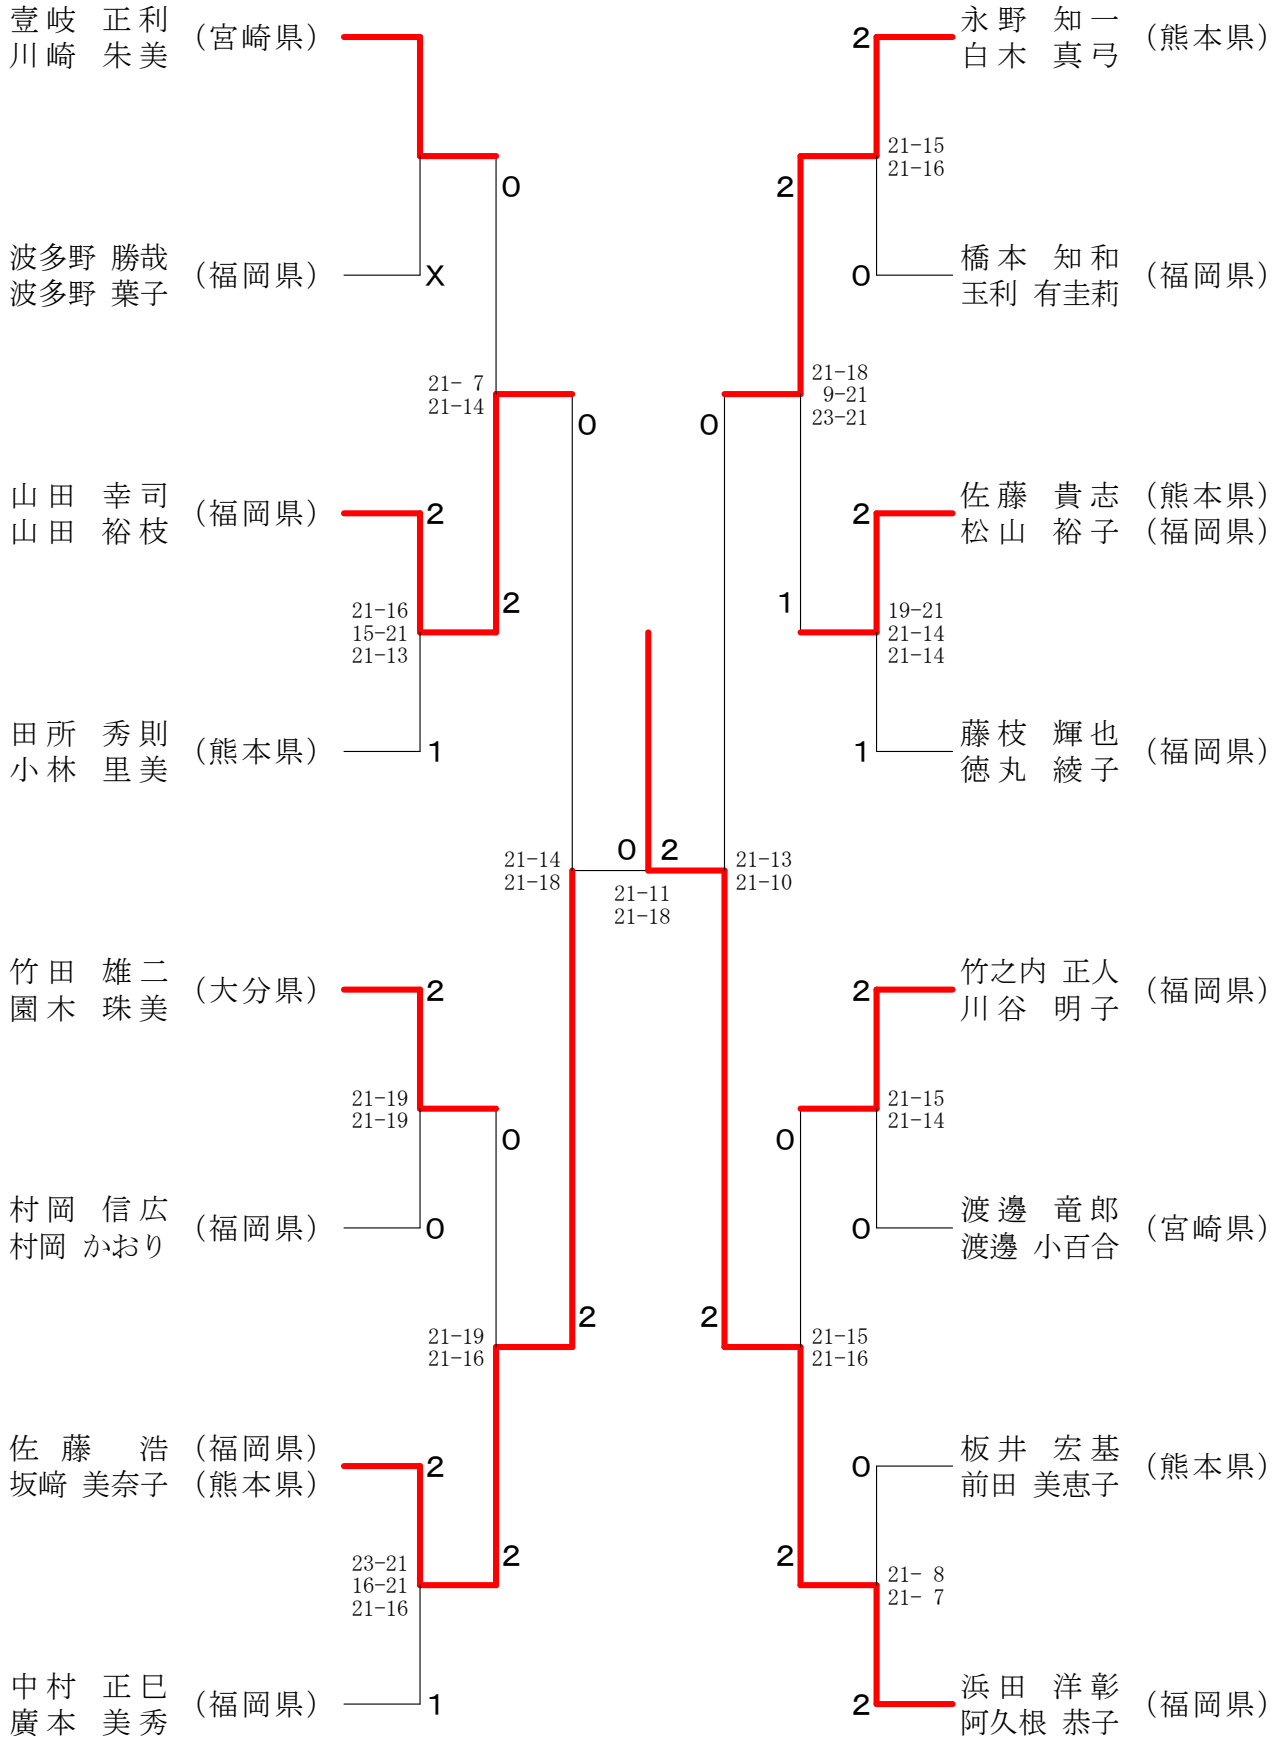 壹岐 正利 (宮崎県)
川崎 朱美
0
波多野 勝哉 (福岡県) X
波多野 葉子
21- 7
21-14
0
山田 幸司 (福岡県) 2
山田 裕枝
21-16
15-21
21-13
2
田所 秀則 (熊本県) 1
小林 里美
21-14
21-18
0 2
21-11
21-18
竹田 雄二 (大分県) 2
園木 珠美
21-19
21-19
0
村岡 信広 (福岡県) 0
村岡 かおり
2
21-19
21-16
佐藤 浩 (福岡県) 2
坂﨑 美奈子 (熊本県)
23-21
16-21
21-16
2
中村 正巳 (福岡県) 1
廣本 美秀
2 永野 知一 (熊本県)
白木 真弓
21-15
21-16
2
0 橋本 知和 (福岡県)
玉利 有圭莉
21-18
9-21
23-21
0
2 佐藤 貴志 (熊本県)
松山 裕子 (福岡県)
1
19-21
21-14
21-14
1 藤枝 輝也 (福岡県)
徳丸 綾子
21-13
21-10
2 竹之内 正人 (福岡県)
川谷 明子
21-15
21-14
0
0 渡邊 竜郎 (宮崎県)
渡邊 小百合
2
21-15
21-16
0 板井 宏基 (熊本県)
前田 美恵子
2
21- 8
21- 7
2 浜田 洋彰 (福岡県)
阿久根 恭子